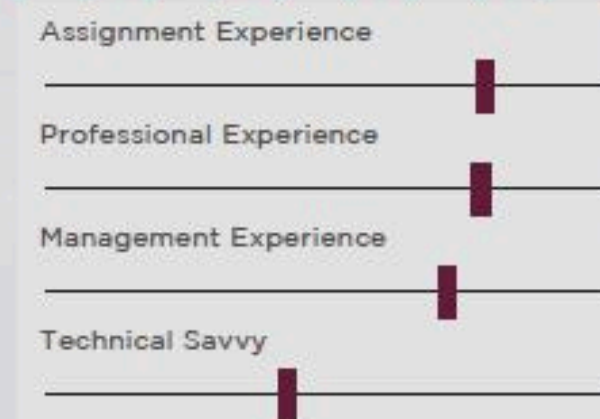 Assignment Experience
Professional Experience
Management Experience
Technical Savvy